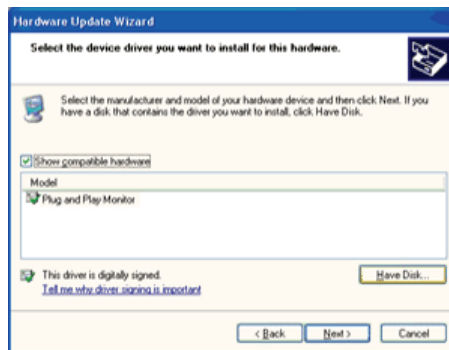 Hardware Update Wizard
Select the device driver you want to install for this hardware.
Select the manufacturer and model of your hardware device and then click Next. If you
have a disk that contains the driver you want to install, click Have Disk.
Show compatible hardware
Model
Plug and Play Monitor
This driver is digitally signed.
Tell me why driver signing is important
Have Disk...
< Back
Next >
Cancel